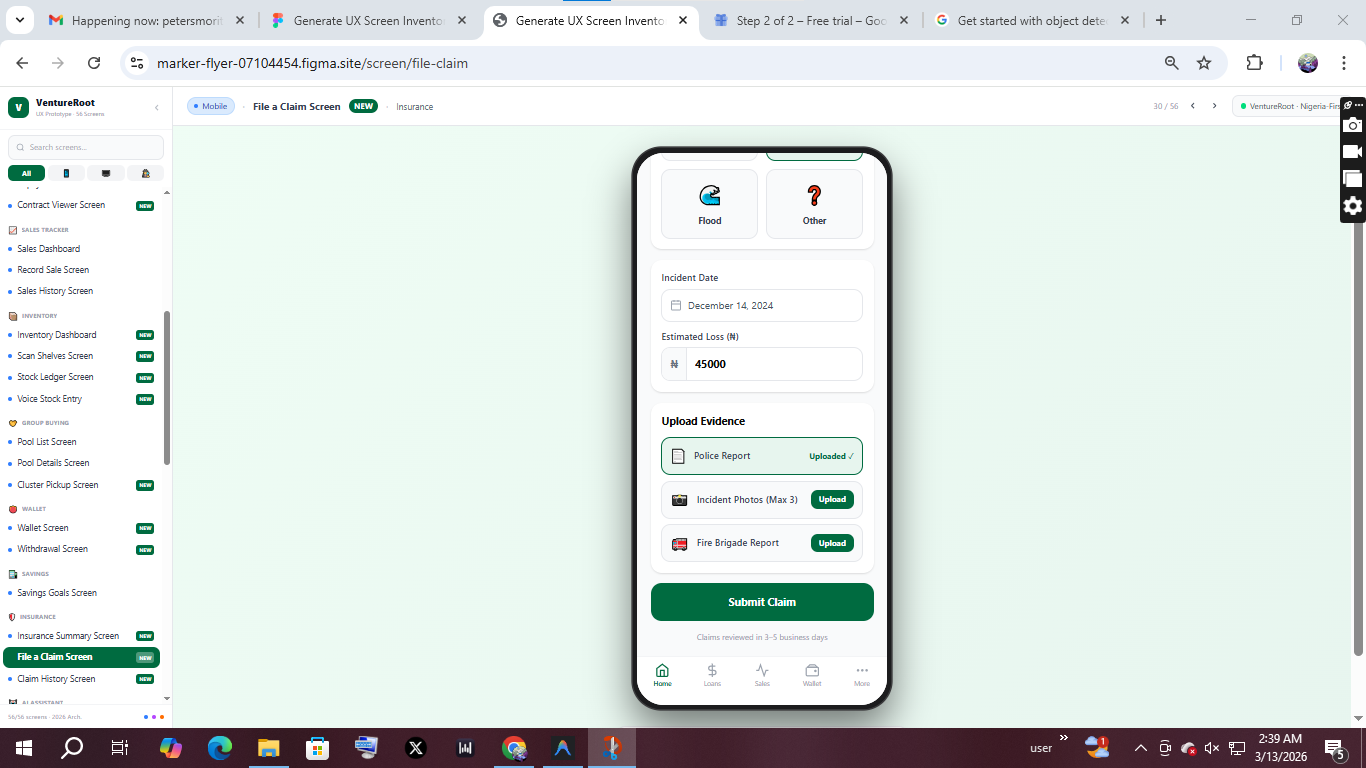 Happening now: petersmorit
Generate UX Screen Invento
Generate UX Screen Invento
Step 2 of 2 – Free trial – Goo
Get started with object dete
marker-flyer-07104454.figma.site/screen/file-claim
V
VentureRoot
UX Prototype · 56 Screens
Mobile
File a Claim Screen
NEW
Insurance
30 / 56
VentureRoot · Nigeria-Firs
Search screens...
All
Contract Viewer Screen NEW
SALES TRACKER
Sales Dashboard
Record Sale Screen
Sales History Screen
INVENTORY
Inventory Dashboard NEW
Scan Shelves Screen NEW
Stock Ledger Screen NEW
Voice Stock Entry NEW
GROUP BUYING
Pool List Screen
Pool Details Screen
Cluster Pickup Screen NEW
WALLET
Wallet Screen NEW
Withdrawal Screen NEW
SAVINGS
Savings Goals Screen
INSURANCE
Insurance Summary Screen NEW
File a Claim Screen NEW
Claim History Screen NEW
AI ASSISTANT
56/56 screens · 2026 Arch.
Flood
Other
Incident Date
December 14, 2024
Estimated Loss (₦)
₦ 45000
Upload Evidence
Police Report Uploaded ✓
Incident Photos (Max 3) Upload
Fire Brigade Report Upload
Submit Claim
Claims reviewed in 3–5 business days
Home
Loans
Sales
Wallet
More
user
2:39 AM
3/13/2026
5
1